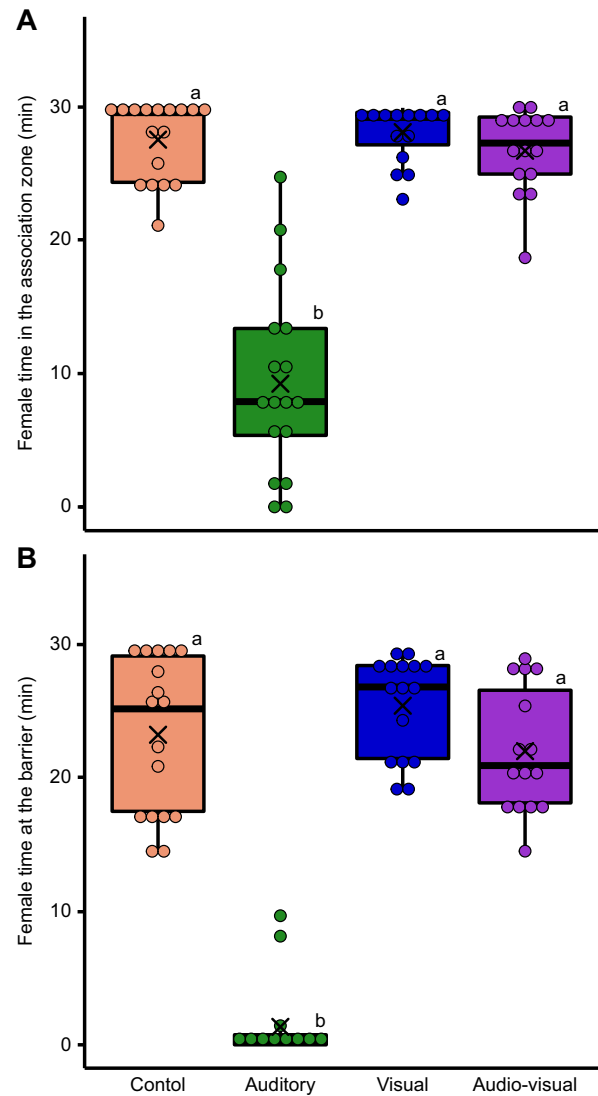 A
Female time in the association zone (min)
30
20
10
0
a
b
a
a
B
Female time at the barrier (min)
30
20
10
0
a
b
a
a
Contol
Auditory
Visual
Audio-visual